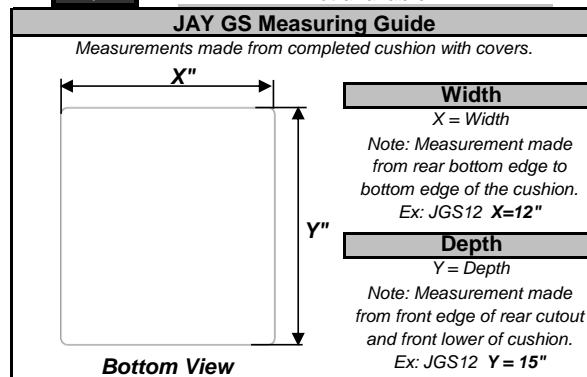 JAY GS Measuring Guide
Measurements made from completed cushion with covers.
X"
Y"
Bottom View
Width
X = Width
Note: Measurement made
from rear bottom edge to
bottom edge of the cushion.
Ex: JGS12 X=12"
Depth
Y = Depth
Note: Measurement made
from front edge of rear cutout
and front lower of cushion.
Ex: JGS12 Y = 15"